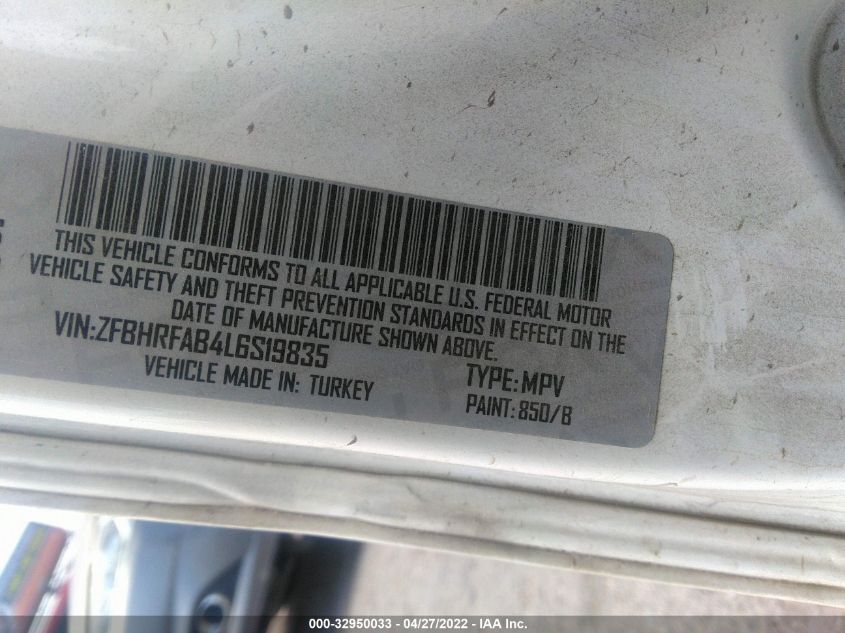 THIS VEHICLE CONFORMS TO ALL APPLICABLE U.S. FEDERAL MOTOR
VEHICLE SAFETY AND THEFT PREVENTION STANDARDS IN EFFECT ON THE
DATE OF MANUFACTURE SHOWN ABOVE.
VIN:ZFBHRFAB4L6S19835
TYPE:MPV
VEHICLE MADE IN: TURKEY
PAINT: 850/B
000-32950033 - 04/27/2022 - IAA Inc.